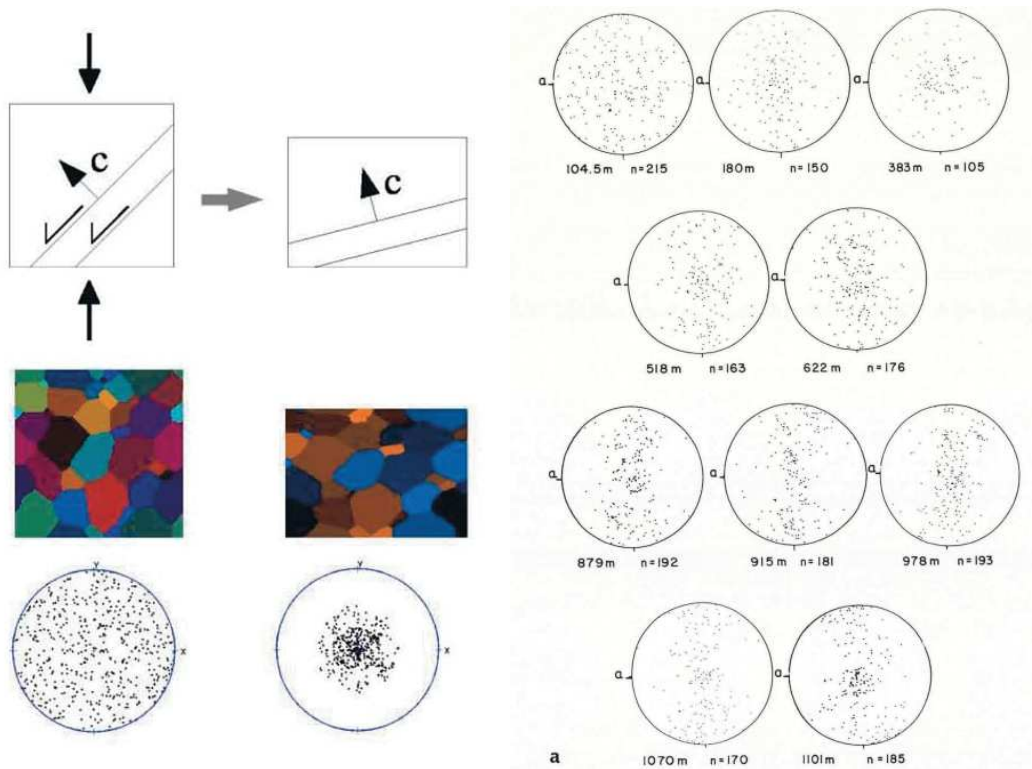 c
c
y
x
y
x
a
104.5m n=215
a
180m n=150
a
383m n=105
a
518m n=163
a
622m n=176
a
879m n=192
a
915m n=181
a
978m n=193
a
1070m n=170
a
1101m n=185
a